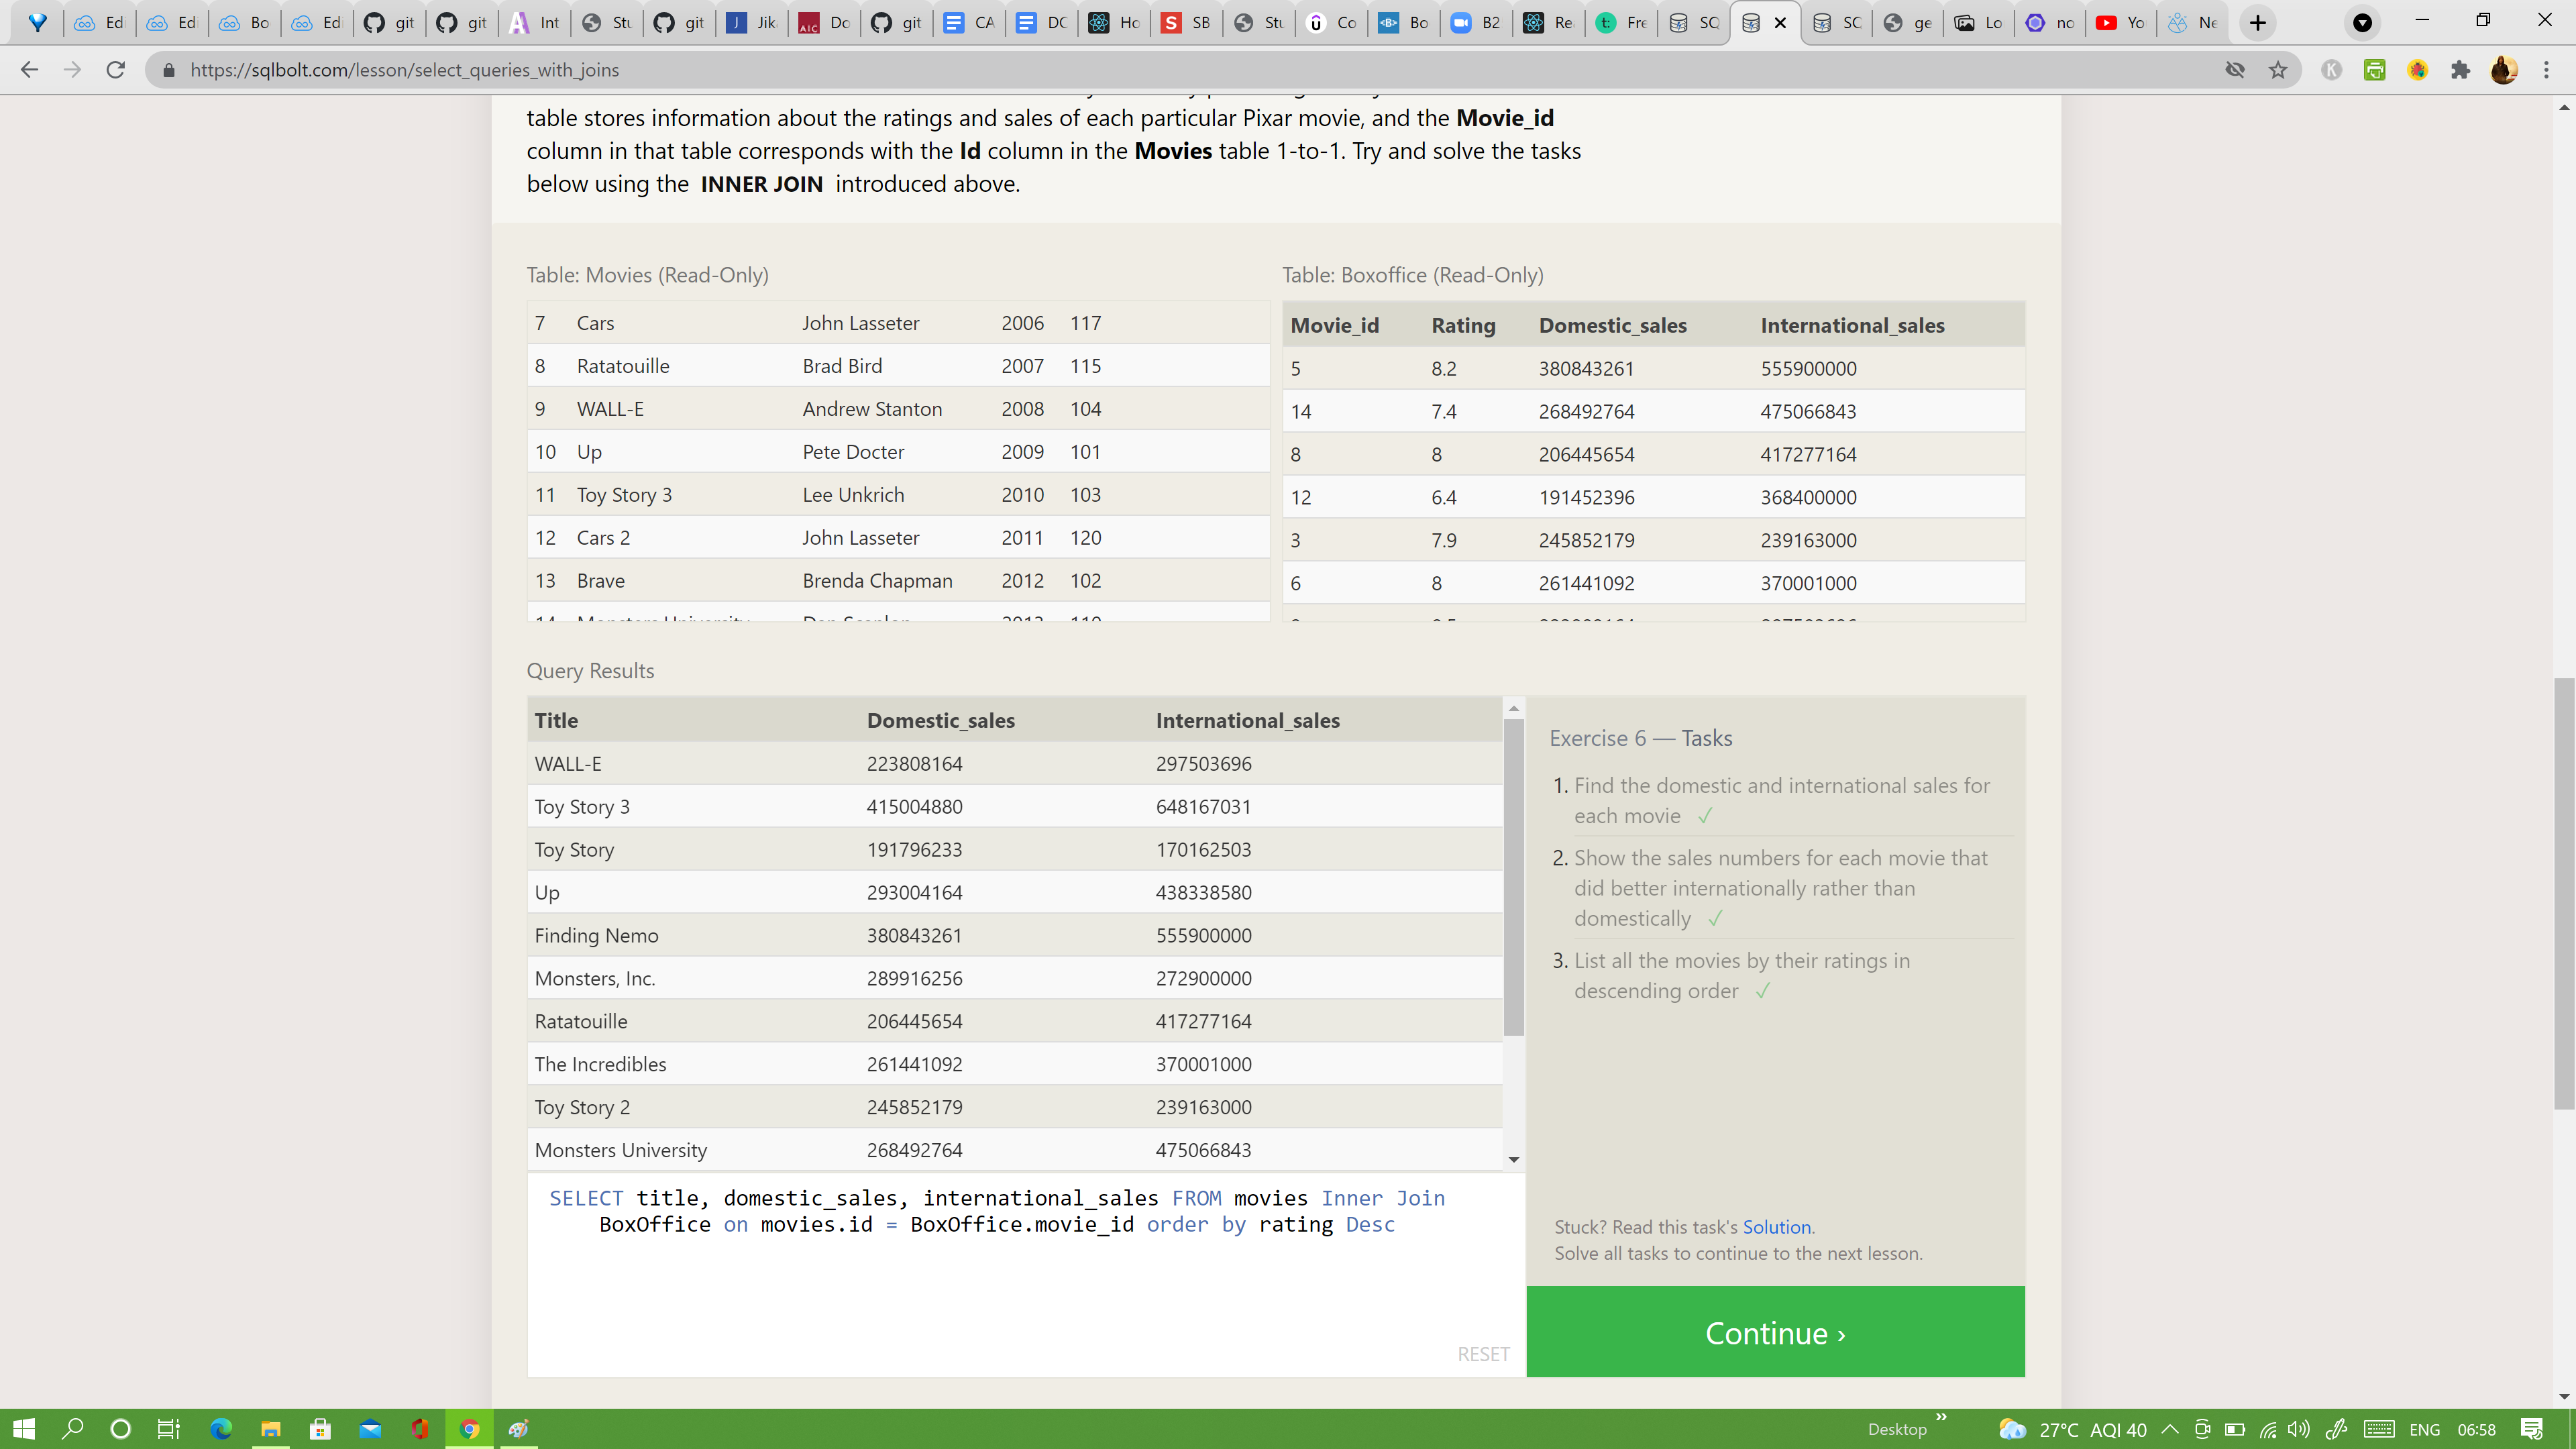 Edi
Edi
Bo
Edi
git
git
Int
Stu
git
Jik
Do
git
CA
DC
Ho
SB
Stu
Co
Bo
B2
Re
Fre
SQ
SC
ge
Lo
no
Yo
Ne
https://sqlbolt.com/lesson/select_queries_with_joins
table stores information about the ratings and sales of each particular Pixar movie, and the Movie_id
column in that table corresponds with the Id column in the Movies table 1-to-1. Try and solve the tasks
below using the INNER JOIN introduced above.
Table: Movies (Read-Only)
7 Cars John Lasseter 2006 117
8 Ratatouille Brad Bird 2007 115
9 WALL-E Andrew Stanton 2008 104
10 Up Pete Docter 2009 101
11 Toy Story 3 Lee Unkrich 2010 103
12 Cars 2 John Lasseter 2011 120
13 Brave Brenda Chapman 2012 102
14 Monsters University Dan Scanlon 2013 110
Table: Boxoffice (Read-Only)
Movie_id Rating Domestic_sales International_sales
5 8.2 380843261 555900000
14 7.4 268492764 475066843
8 8 206445654 417277164
12 6.4 191452396 368400000
3 7.9 245852179 239163000
6 8 261441092 370001000
Query Results
Title Domestic_sales International_sales
WALL-E 223808164 297503696
Toy Story 3 415004880 648167031
Toy Story 191796233 170162503
Up 293004164 438338580
Finding Nemo 380843261 555900000
Monsters, Inc. 289916256 272900000
Ratatouille 206445654 417277164
The Incredibles 261441092 370001000
Toy Story 2 245852179 239163000
Monsters University 268492764 475066843
SELECT title, domestic_sales, international_sales FROM movies Inner Join
BoxOffice on movies.id = BoxOffice.movie_id order by rating Desc
RESET
Exercise 6 — Tasks
1. Find the domestic and international sales for
each movie ✓
2. Show the sales numbers for each movie that
did better internationally rather than
domestically ✓
3. List all the movies by their ratings in
descending order ✓
Stuck? Read this task's Solution.
Solve all tasks to continue to the next lesson.
Continue ›
Desktop
27°C AQI 40
ENG
06:58